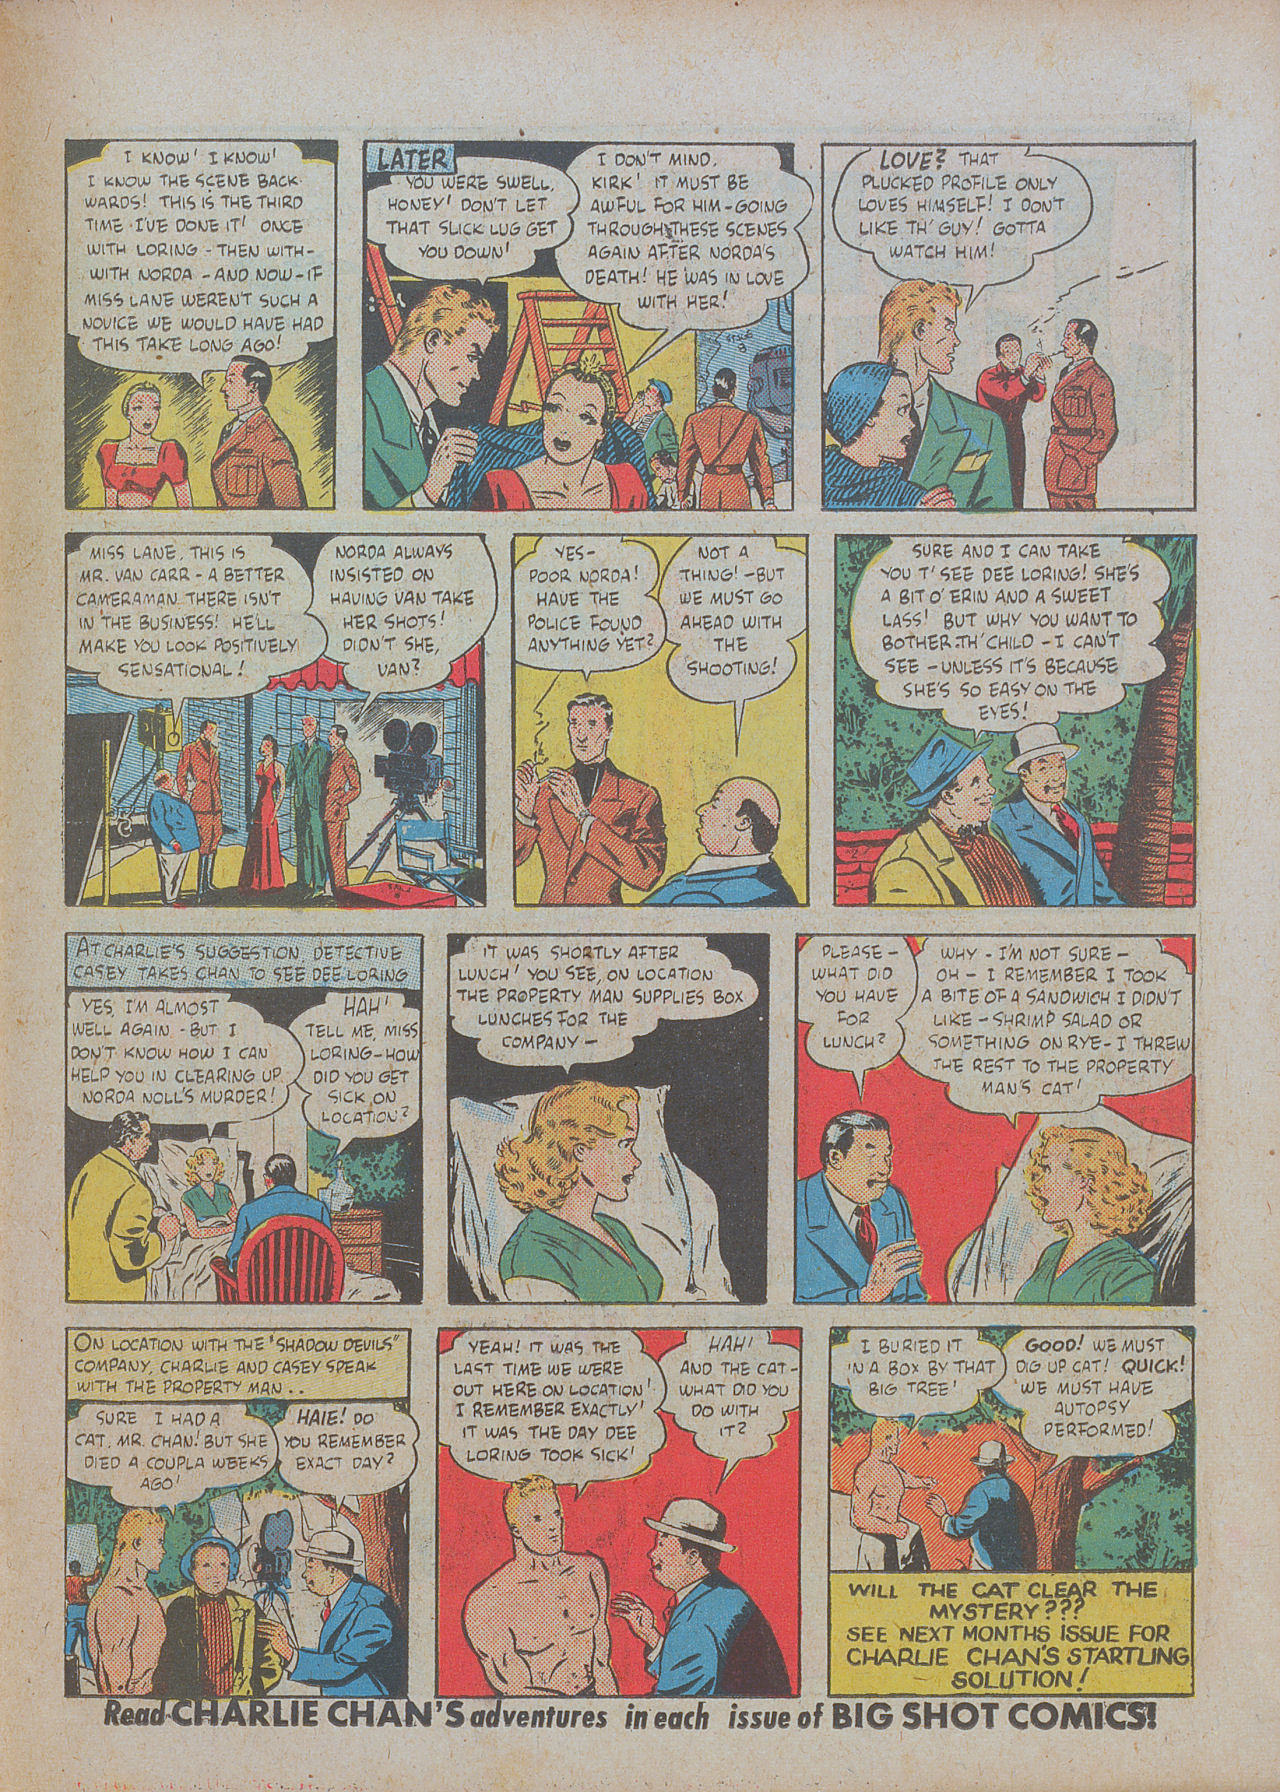 I KNOW! I KNOW!
I KNOW THE SCENE BACK-
WARDS! THIS IS THE THIRD
TIME I'VE DONE IT! ONCE
WITH LORING - THEN WITH-
WITH NORDA - AND NOW - IF
MISS LANE WEREN'T SUCH A
NOVICE WE WOULD HAVE HAD
THIS TAKE LONG AGO!
LATER
YOU WERE SWELL,
HONEY! DON'T LET
THAT SLICK LUG GET
YOU DOWN!
I DON'T MIND,
KIRK! IT MUST BE
AWFUL FOR HIM - GOING
THROUGH THESE SCENES
AGAIN AFTER NORDA'S
DEATH! HE WAS IN LOVE
WITH HER!
LOVE? THAT
PLUCKED PROFILE ONLY
LOVES HIMSELF! I DON'T
LIKE TH' GUY! GOTTA
WATCH HIM!
MISS LANE, THIS IS
MR. VAN CARR - A BETTER
CAMERAMAN THERE ISN'T
IN THE BUSINESS! HE'LL
MAKE YOU LOOK POSITIVELY
SENSATIONAL!
NORDA ALWAYS
INSISTED ON
HAVING VAN TAKE
HER SHOTS!
DIDN'T SHE,
VAN?
YES-
POOR NORDA!
HAVE THE
POLICE FOUND
ANYTHING YET?
NOT A
THING! - BUT
WE MUST GO
AHEAD WITH
THE
SHOOTING!
SURE AND I CAN TAKE
YOU T' SEE DEE LORING! SHE'S
A BIT O' ERIN AND A SWEET
LASS! BUT WHY YOU WANT TO
BOTHER TH' CHILD - I CAN'T
SEE - UNLESS IT'S BECAUSE
SHE'S SO EASY ON THE
EYES!
AT CHARLIE'S SUGGESTION, DETECTIVE
CASEY TAKES CHAN TO SEE DEE LORING
YES, I'M ALMOST
WELL AGAIN - BUT I
DON'T KNOW HOW I CAN
HELP YOU IN CLEARING UP
NORDA NOLL'S MURDER!
HAH!
TELL ME, MISS
LORING - HOW
DID YOU GET
SICK ON
LOCATION?
IT WAS SHORTLY AFTER
LUNCH! YOU SEE, ON LOCATION
THE PROPERTY MAN SUPPLIES BOX
LUNCHES FOR THE
COMPANY -
PLEASE -
WHAT DID
YOU HAVE
FOR
LUNCH?
WHY - I'M NOT SURE -
OH - I REMEMBER I TOOK
A BITE OF A SANDWICH I DIDN'T
LIKE - SHRIMP SALAD OR
SOMETHING ON RYE - I THREW
THE REST TO THE PROPERTY
MAN'S CAT!
ON LOCATION WITH THE "SHADOW DEVILS"
COMPANY, CHARLIE AND CASEY SPEAK
WITH THE PROPERTY MAN..
SURE I HAD A
CAT, MR. CHAN! BUT SHE
DIED A COUPLA WEEKS
AGO!
HAIE! DO
YOU REMEMBER
EXACT DAY?
YEAH! IT WAS THE
LAST TIME WE WERE
OUT HERE ON LOCATION!
I REMEMBER EXACTLY!
IT WAS THE DAY DEE
LORING TOOK SICK!
HAH!
AND THE CAT-
WHAT DID YOU
DO WITH
IT?
I BURIED IT
IN A BOX BY THAT
BIG TREE!
GOOD! WE MUST
DIG UP CAT! QUICK!
WE MUST HAVE
AUTOPSY
PERFORMED!
WILL THE CAT CLEAR THE
MYSTERY???
SEE NEXT MONTHS ISSUE FOR
CHARLIE CHAN'S STARTLING
SOLUTION!
Read CHARLIE CHAN'S adventures in each issue of BIG SHOT COMICS!